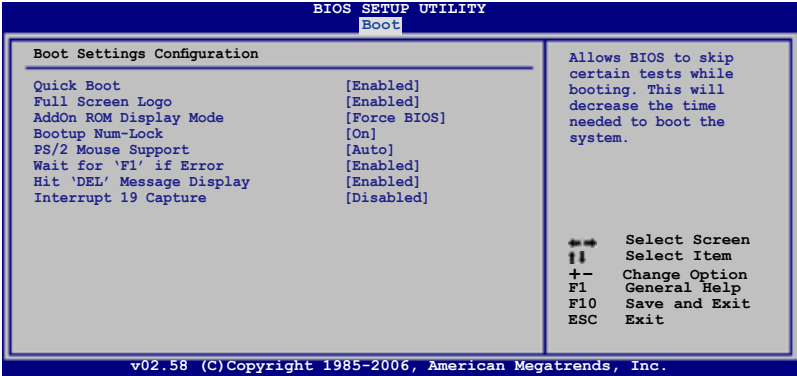 BIOS SETUP UTILITY
Boot
Boot Settings Configuration
Quick Boot [Enabled]
Full Screen Logo [Enabled]
AddOn ROM Display Mode [Force BIOS]
Bootup Num-Lock [On]
PS/2 Mouse Support [Auto]
Wait for ‘F1’ if Error [Enabled]
Hit ‘DEL’ Message Display [Enabled]
Interrupt 19 Capture [Disabled]
Allows BIOS to skip
certain tests while
booting. This will
decrease the time
needed to boot the
system.
←→ Select Screen
↑↓ Select Item
+- Change Option
F1 General Help
F10 Save and Exit
ESC Exit
v02.58 (C)Copyright 1985-2006, American Megatrends, Inc.